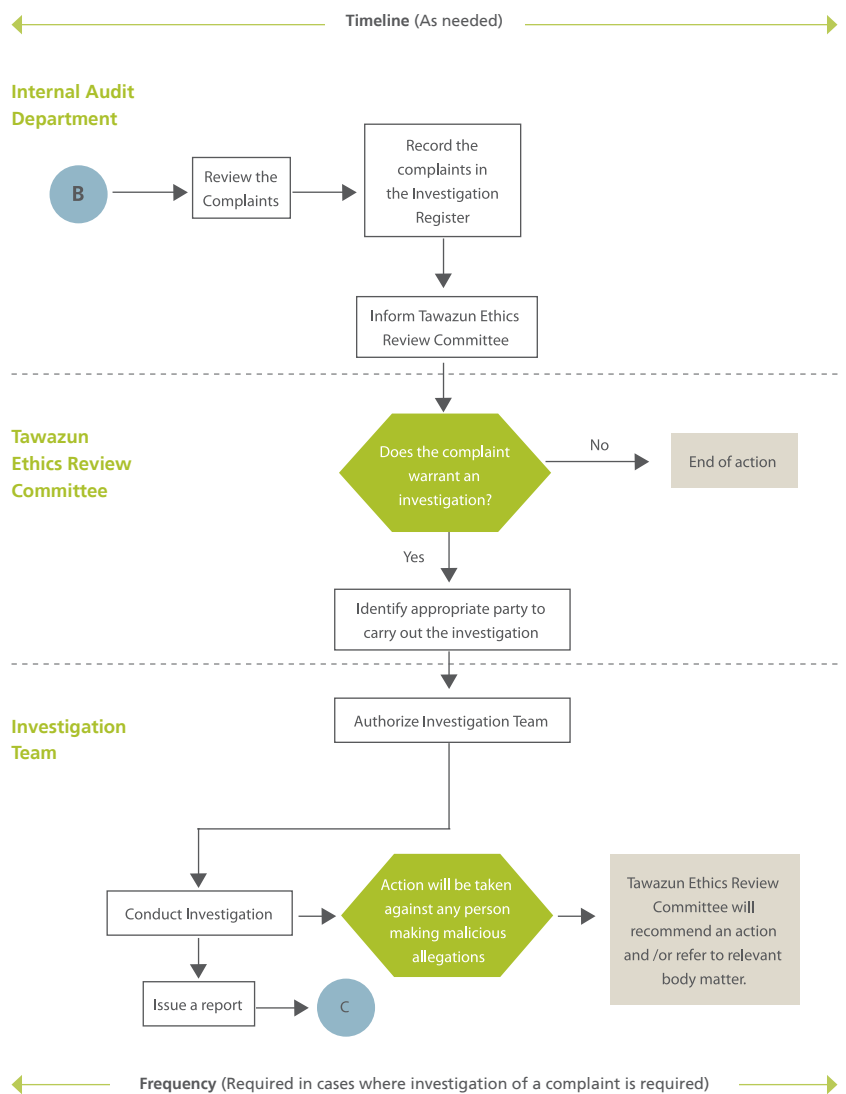 Timeline (As needed)
Internal Audit
Department
B
Review the
Complaints
Record the
complaints in
the Investigation
Register
Inform Tawazun Ethics
Review Committee
Tawazun
Ethics Review
Committee
Does the complaint
warrant an
investigation?
No
End of action
Yes
Identify appropriate party to
carry out the investigation
Investigation
Team
Authorize Investigation Team
Conduct Investigation
Action will be taken
against any person
making malicious
allegations
Tawazun Ethics Review
Committee will
recommend an action
and /or refer to relevant
body matter.
Issue a report
C
Frequency (Required in cases where investigation of a complaint is required)